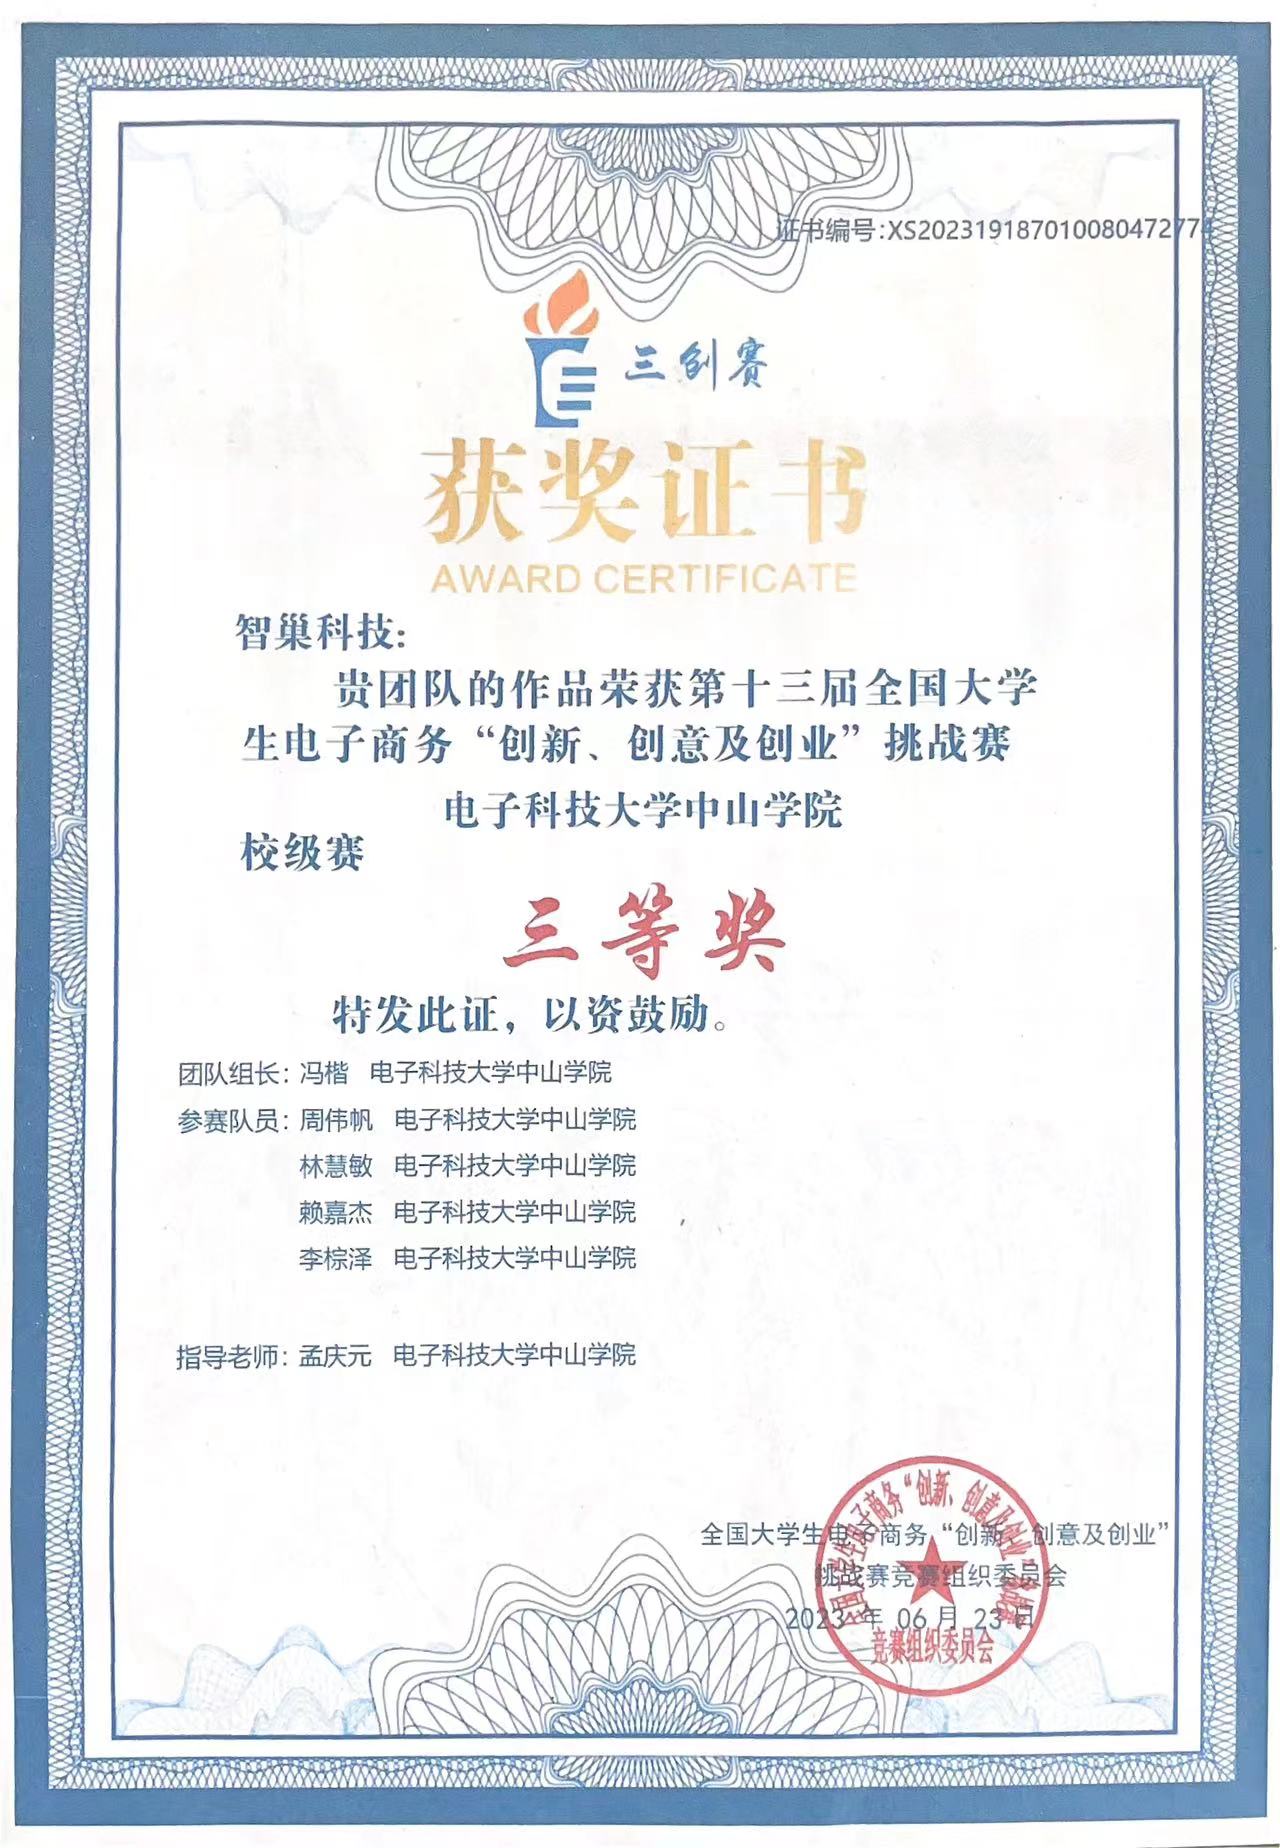 证书编号:XS202319187010080472774
三创赛
获奖证书
AWARD CERTIFICATE
智巢科技:
贵团队的作品荣获第十三届全国大学
生电子商务“创新、创意及创业”挑战赛
电子科技大学中山学院
校级赛
三等奖
特发此证，以资鼓励。
团队组长：冯楷 电子科技大学中山学院
参赛队员：周伟帆 电子科技大学中山学院
林慧敏 电子科技大学中山学院
赖嘉杰 电子科技大学中山学院
李棕泽 电子科技大学中山学院
指导老师：孟庆元 电子科技大学中山学院
全国大学生电子商务“创新、创意及创业”
挑战赛竞赛组织委员会
2023 年 06 月 23 日
全国大学生电子商务“创新、创意及创业”挑战赛
竞赛组织委员会